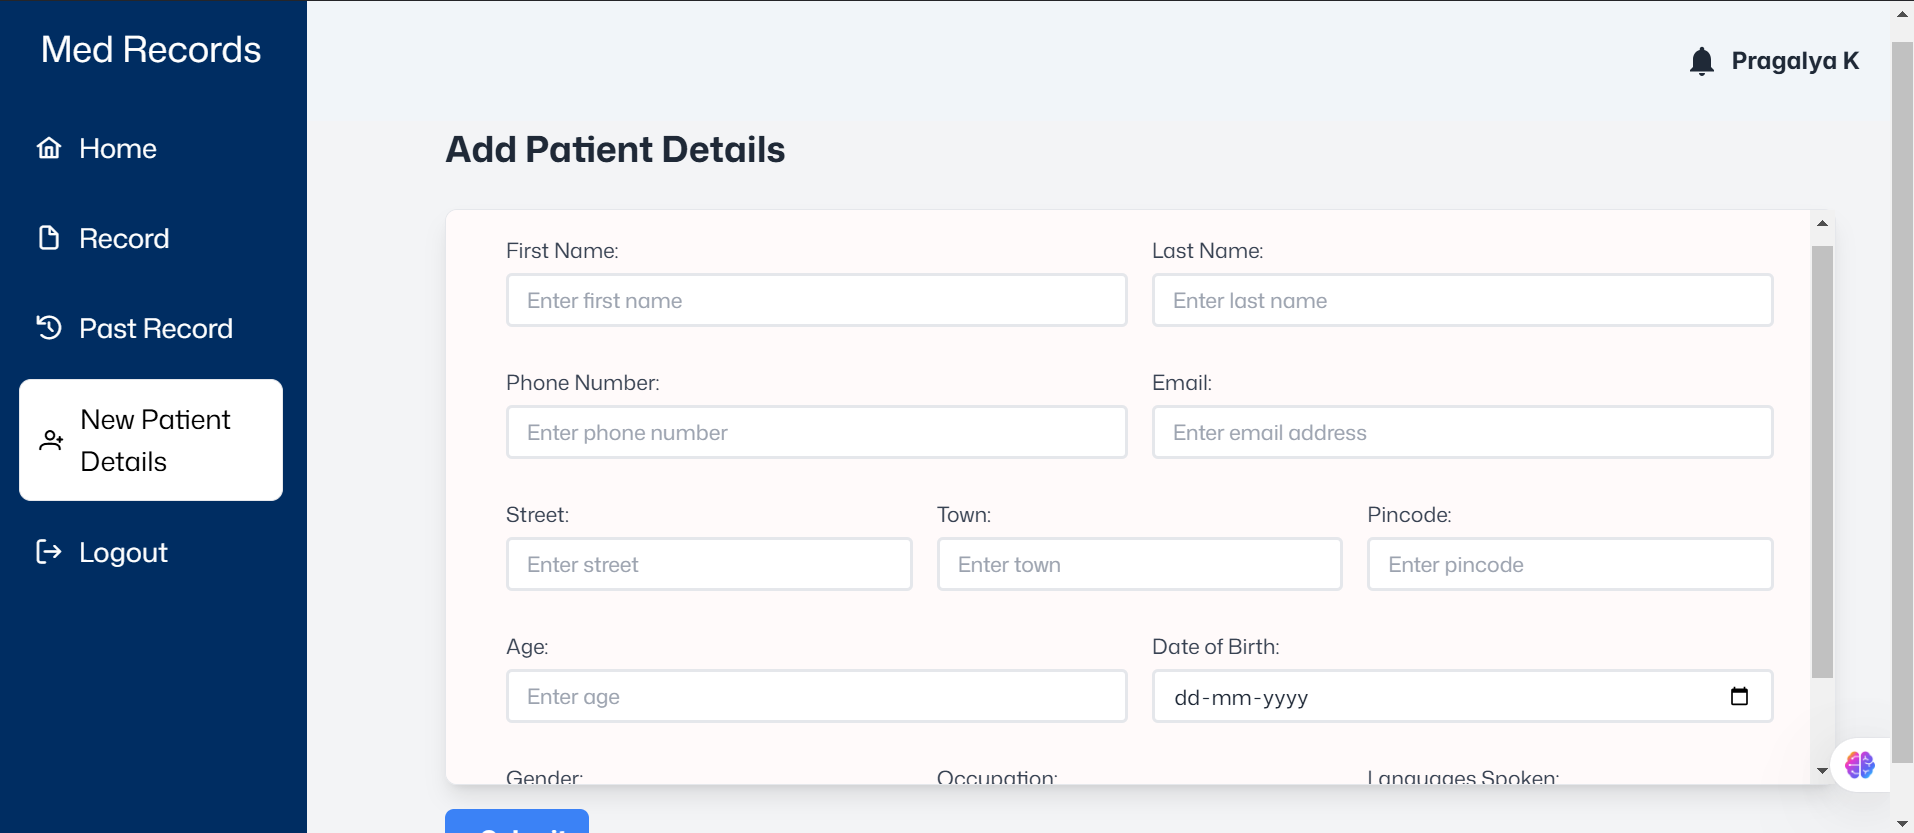 Med Records
Pragalya K
Home
Record
Past Record
New Patient
Details
Logout
Add Patient Details
First Name:
Last Name:
Enter first name
Enter last name
Phone Number:
Email:
Enter phone number
Enter email address
Street:
Town:
Pincode:
Enter street
Enter town
Enter pincode
Age:
Date of Birth:
Enter age
dd-mm-yyyy
Gender:
Occupation:
Languages Spoken:
Submit